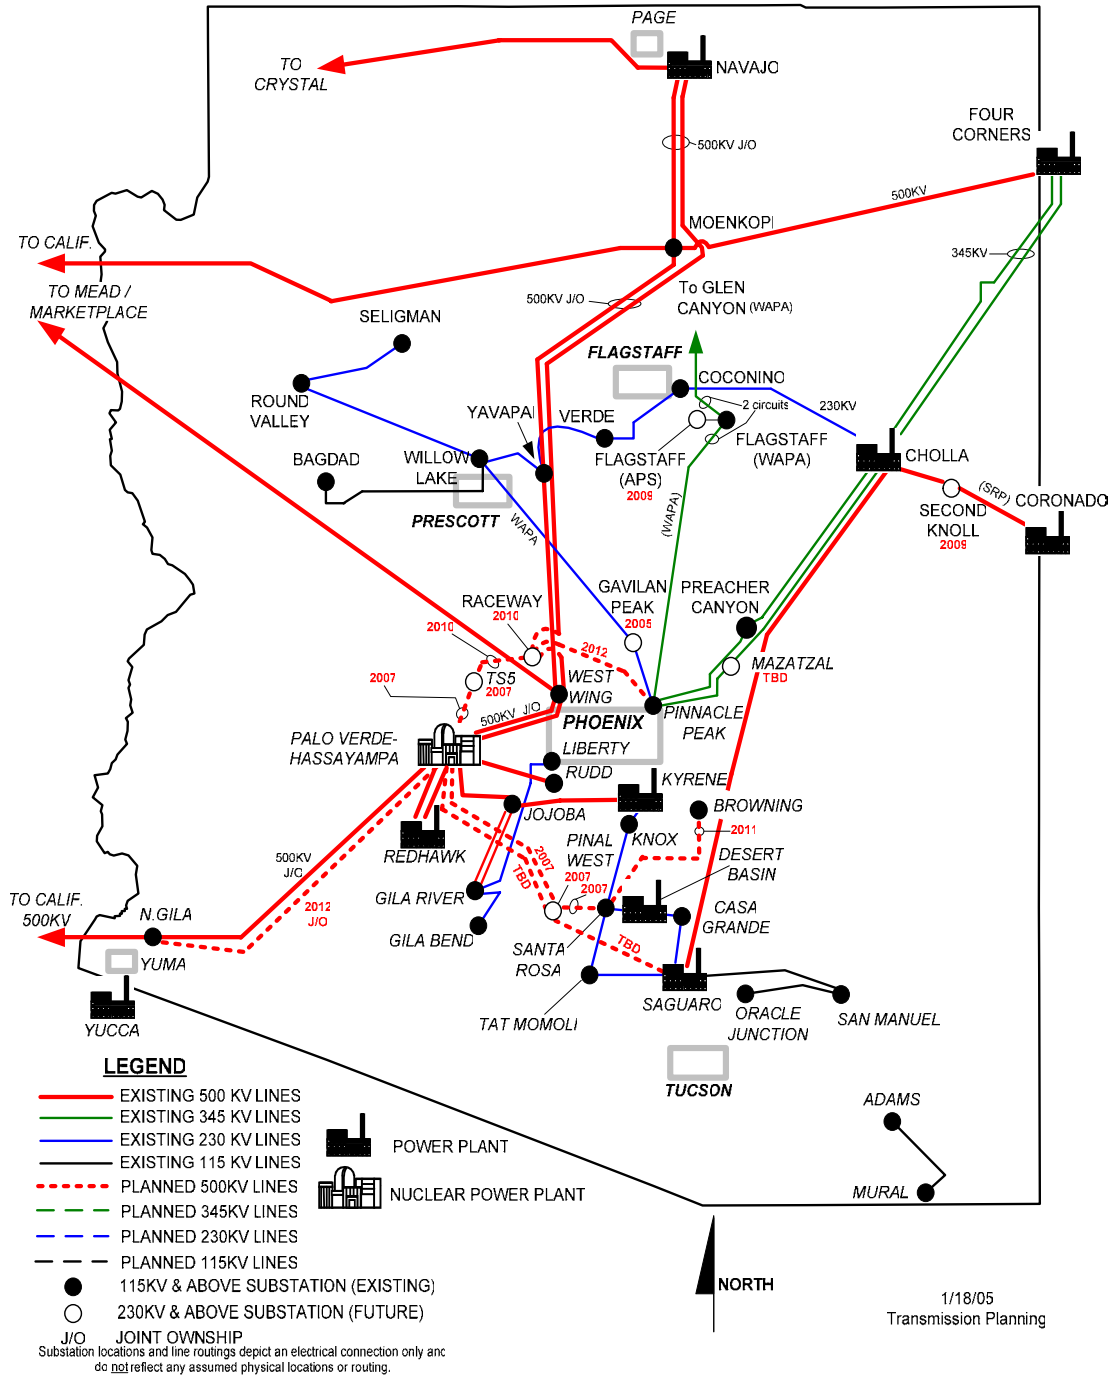 PAGE
TO
CRYSTAL
NAVAJO
FOUR
CORNERS
500KV J/O
500KV
MOENKOPI
TO CALIF.
345KV
TO MEAD /
MARKETPLACE
500KV J/O
To GLEN
CANYON (WAPA)
SELIGMAN
FLAGSTAFF
COCONINO
ROUND
VALLEY
YAVAPAI
VERDE
2 circuits
230KV
BAGDAD
WILLOW
LAKE
FLAGSTAFF
(APS)
2009
FLAGSTAFF
(WAPA)
CHOLLA
(SRP)
CORONADO
SECOND
KNOLL
2009
PRESCOTT
WAPA
(WAPA)
RACEWAY
2010
2010
GAVILAN
PEAK
2005
PREACHER
CANYON
2012
MAZATZAL
TBD
2007
TS5
2007
WEST
WING
500KV J/O
PHOENIX
PINNACLE
PEAK
PALO VERDE-
HASSAYAMPA
LIBERTY
RUDD
KYRENE
JOJOBA
BROWNING
2011
REDHAWK
PINAL
WEST
KNOX
DESERT
BASIN
500KV
J/O
2007
TBD
2007
2007
GILA RIVER
2012
J/O
TO CALIF.
500KV
N.GILA
GILA BEND
CASA
GRANDE
SANTA
ROSA
TBD
YUMA
SAGUARO
YUCCA
TAT MOMOLI
ORACLE
JUNCTION
SAN MANUEL
TUCSON
LEGEND
EXISTING 500 KV LINES
EXISTING 345 KV LINES
EXISTING 230 KV LINES
EXISTING 115 KV LINES
PLANNED 500KV LINES
PLANNED 345KV LINES
PLANNED 230KV LINES
PLANNED 115KV LINES
115KV & ABOVE SUBSTATION (EXISTING)
230KV & ABOVE SUBSTATION (FUTURE)
J/O JOINT OWNSHIP
Substation locations and line routings depict an electrical connection only and
do not reflect any assumed physical locations or routing.
POWER PLANT
NUCLEAR POWER PLANT
ADAMS
MURAL
NORTH
1/18/05
Transmission Planning